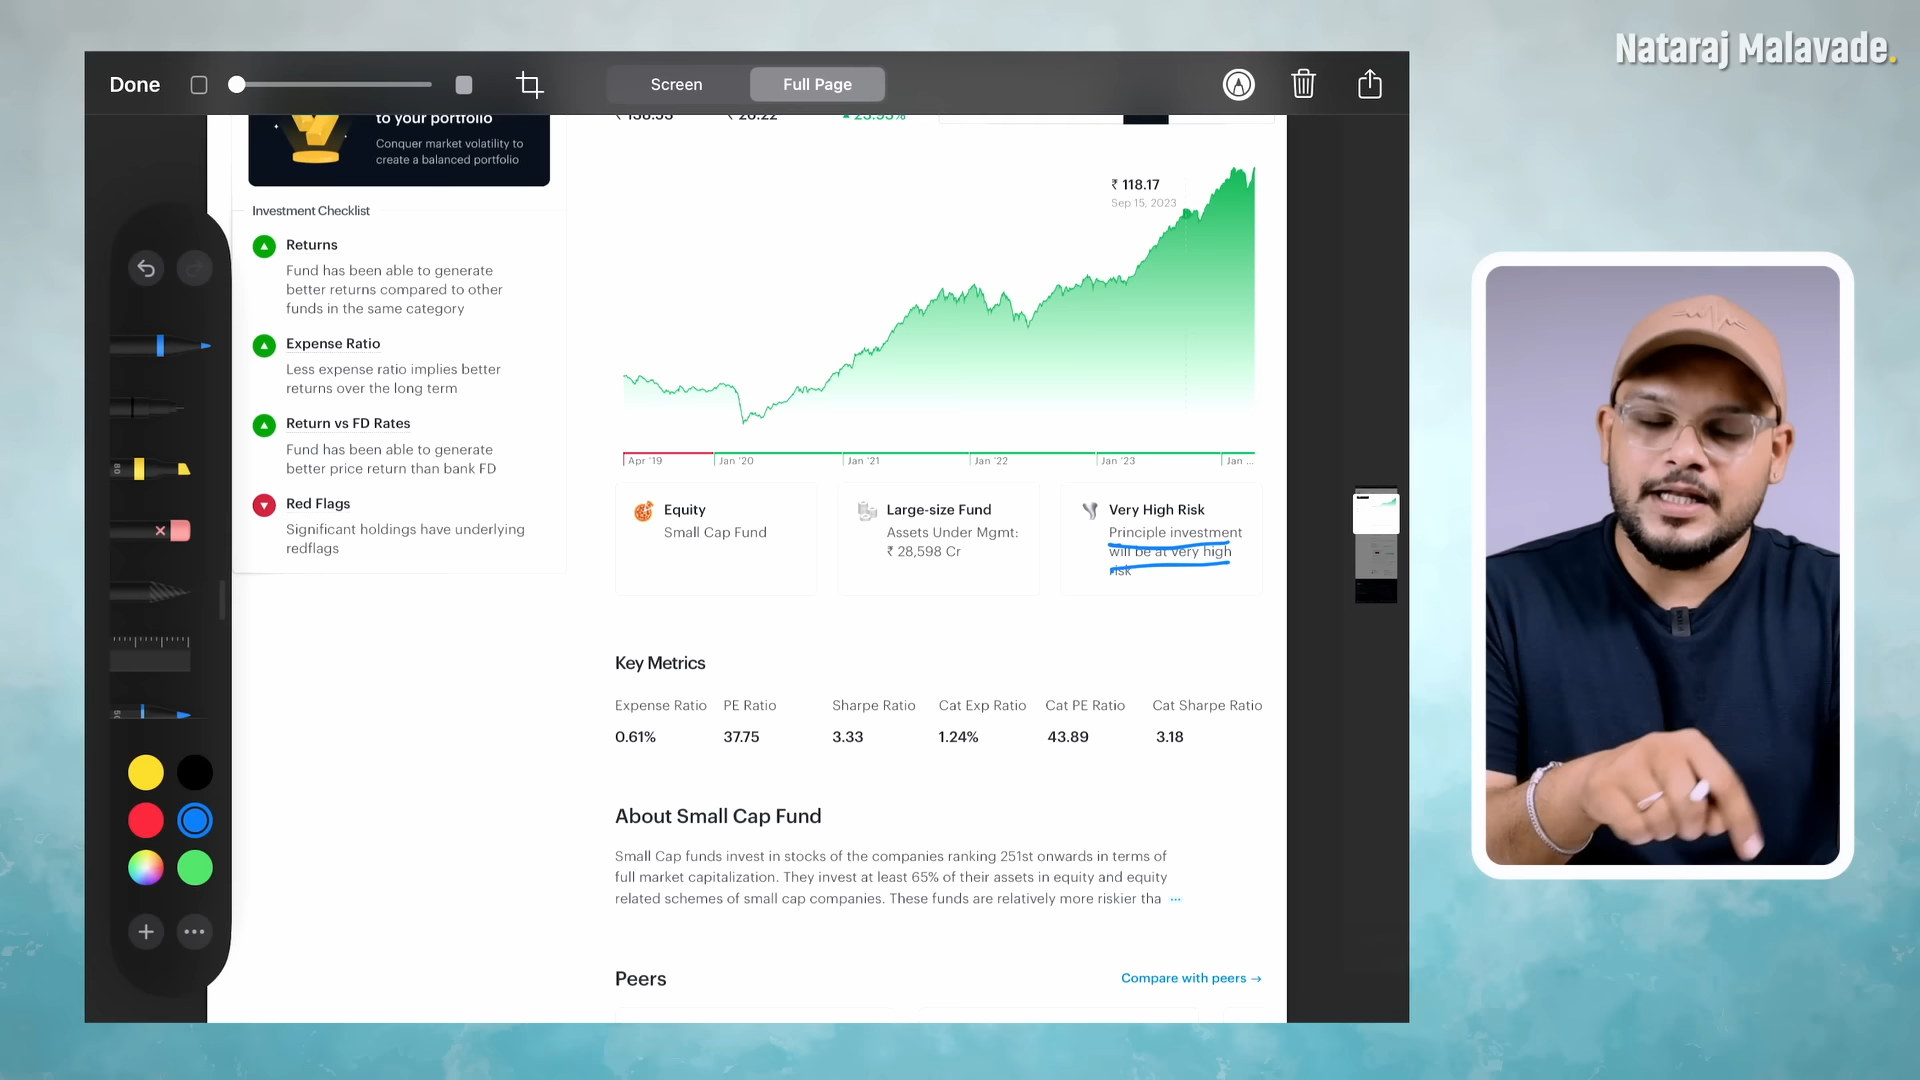 Nataraj Malavade.
Done
Screen
Full Page
to your portfolio
Conquer market volatility to
create a balanced portfolio
Investment Checklist
Returns
Fund has been able to generate
better returns compared to other
funds in the same category
Expense Ratio
Less expense ratio implies better
returns over the long term
Return vs FD Rates
Fund has been able to generate
better price return than bank FD
Red Flags
Significant holdings have underlying
redflags
80
₹ 118.17
Sep 15, 2023
Apr '19 Jan '20 Jan '21 Jan '22 Jan '23 Jan ...
Equity
Small Cap Fund
Large-size Fund
Assets Under Mgmt:
₹ 28,598 Cr
Very High Risk
Principle investment
will be at very high
risk
Key Metrics
Expense Ratio PE Ratio Sharpe Ratio Cat Exp Ratio Cat PE Ratio Cat Sharpe Ratio
0.61% 37.75 3.33 1.24% 43.89 3.18
About Small Cap Fund
Small Cap funds invest in stocks of the companies ranking 251st onwards in terms of
full market capitalization. They invest at least 65% of their assets in equity and equity
related schemes of small cap companies. These funds are relatively more riskier tha ...
Peers
Compare with peers →